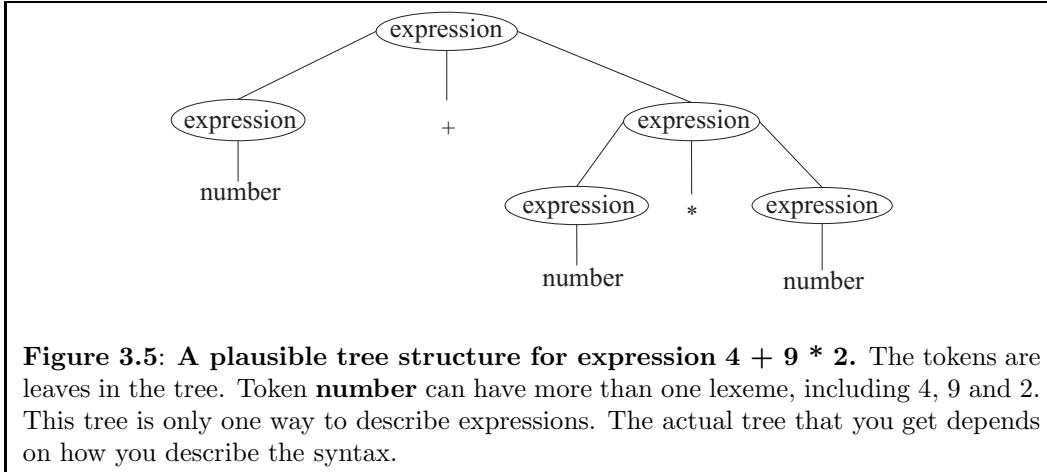 expression
expression + expression
number
expression * expression
number number
Figure 3.5: A plausible tree structure for expression 4 + 9 * 2. The tokens are
leaves in the tree. Token number can have more than one lexeme, including 4, 9 and 2.
This tree is only one way to describe expressions. The actual tree that you get depends
on how you describe the syntax.